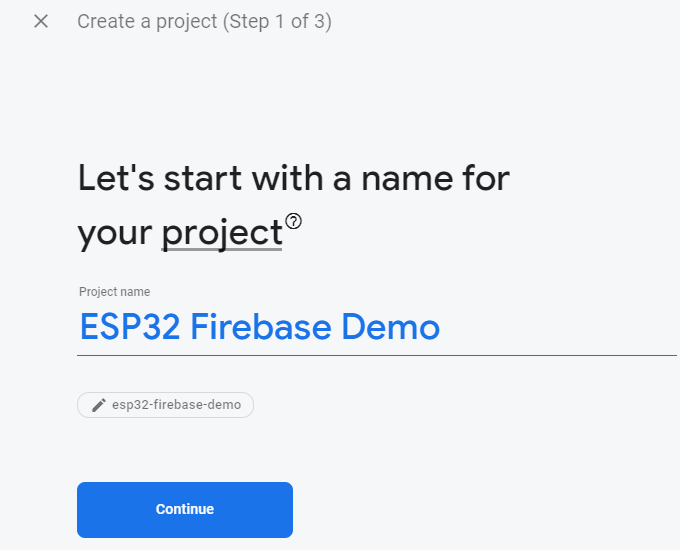 Create a project (Step 1 of 3)
Let's start with a name for
your project
Project name
ESP32 Firebase Demo
esp32-firebase-demo
Continue